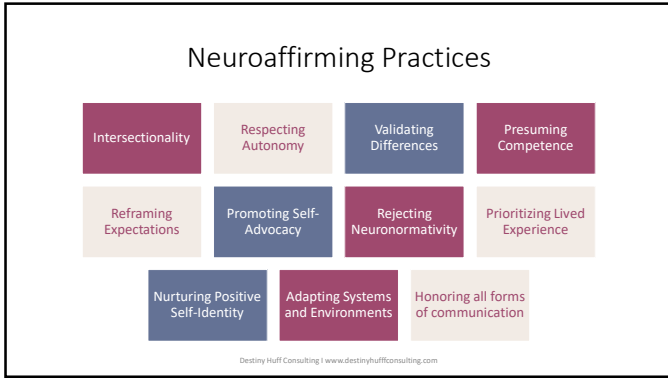 Neuroaffirming Practices
Intersectionality
Respecting
Autonomy
Validating
Differences
Presuming
Competence
Reframing
Expectations
Promoting Self-
Advocacy
Rejecting
Neuronormativity
Prioritizing Lived
Experience
Nurturing Positive
Self-Identity
Adapting Systems
and Environments
Honoring all forms
of communication
Destiny Huff Consulting I www.destinyhufffconsulting.com